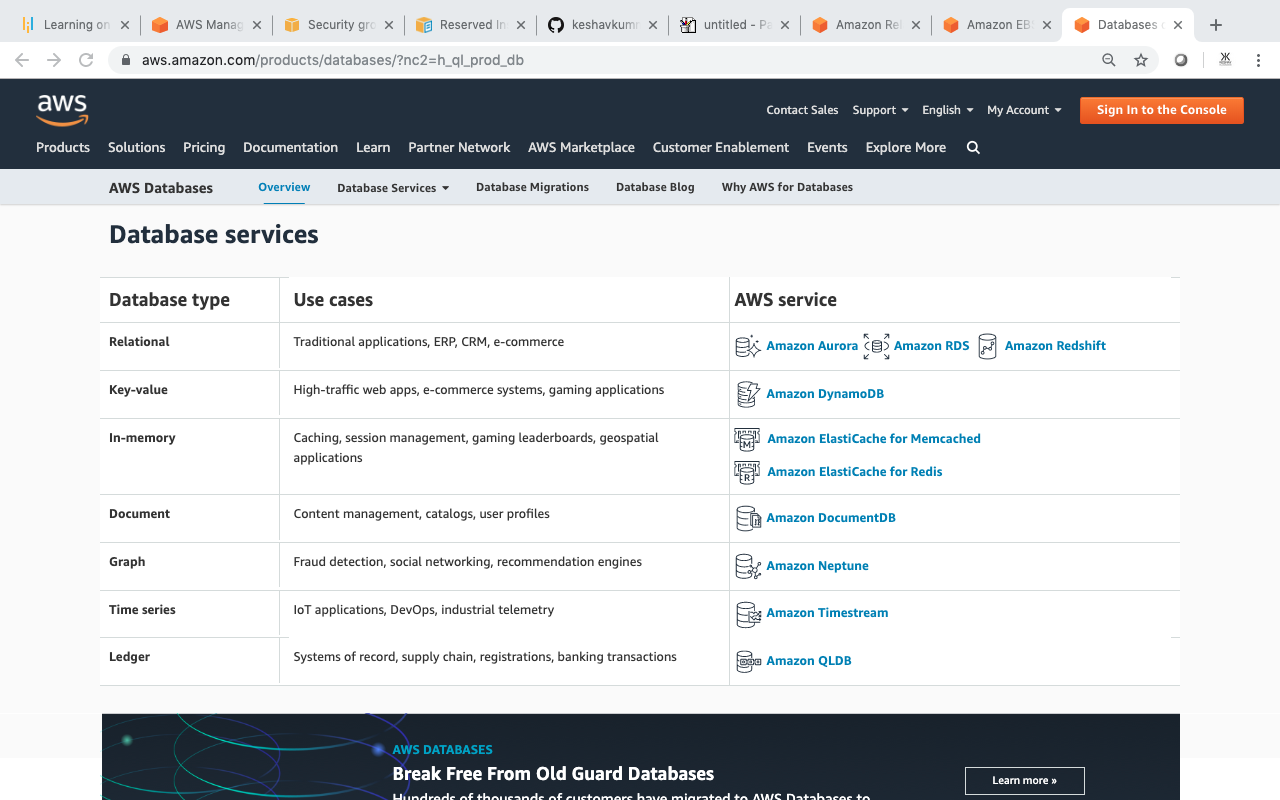 Learning on
AWS Manag
Security gro
Reserved In
keshavkumr
untitled - Pa
Amazon Rel
Amazon EBS
Databases o
aws.amazon.com/products/databases/?nc2=h_ql_prod_db
aws
Contact Sales Support English My Account Sign In to the Console
Products Solutions Pricing Documentation Learn Partner Network AWS Marketplace Customer Enablement Events Explore More
AWS Databases Overview Database Services Database Migrations Database Blog Why AWS for Databases
Database services
Database type Use cases AWS service
Relational Traditional applications, ERP, CRM, e-commerce Amazon Aurora Amazon RDS Amazon Redshift
Key-value High-traffic web apps, e-commerce systems, gaming applications Amazon DynamoDB
In-memory Caching, session management, gaming leaderboards, geospatial
applications
Amazon ElastiCache for Memcached
Amazon ElastiCache for Redis
Document Content management, catalogs, user profiles Amazon DocumentDB
Graph Fraud detection, social networking, recommendation engines Amazon Neptune
Time series IoT applications, DevOps, industrial telemetry Amazon Timestream
Ledger Systems of record, supply chain, registrations, banking transactions Amazon QLDB
AWS DATABASES
Break Free From Old Guard Databases
Learn more »
Hundreds of thousands of customers have migrated to AWS Databases to